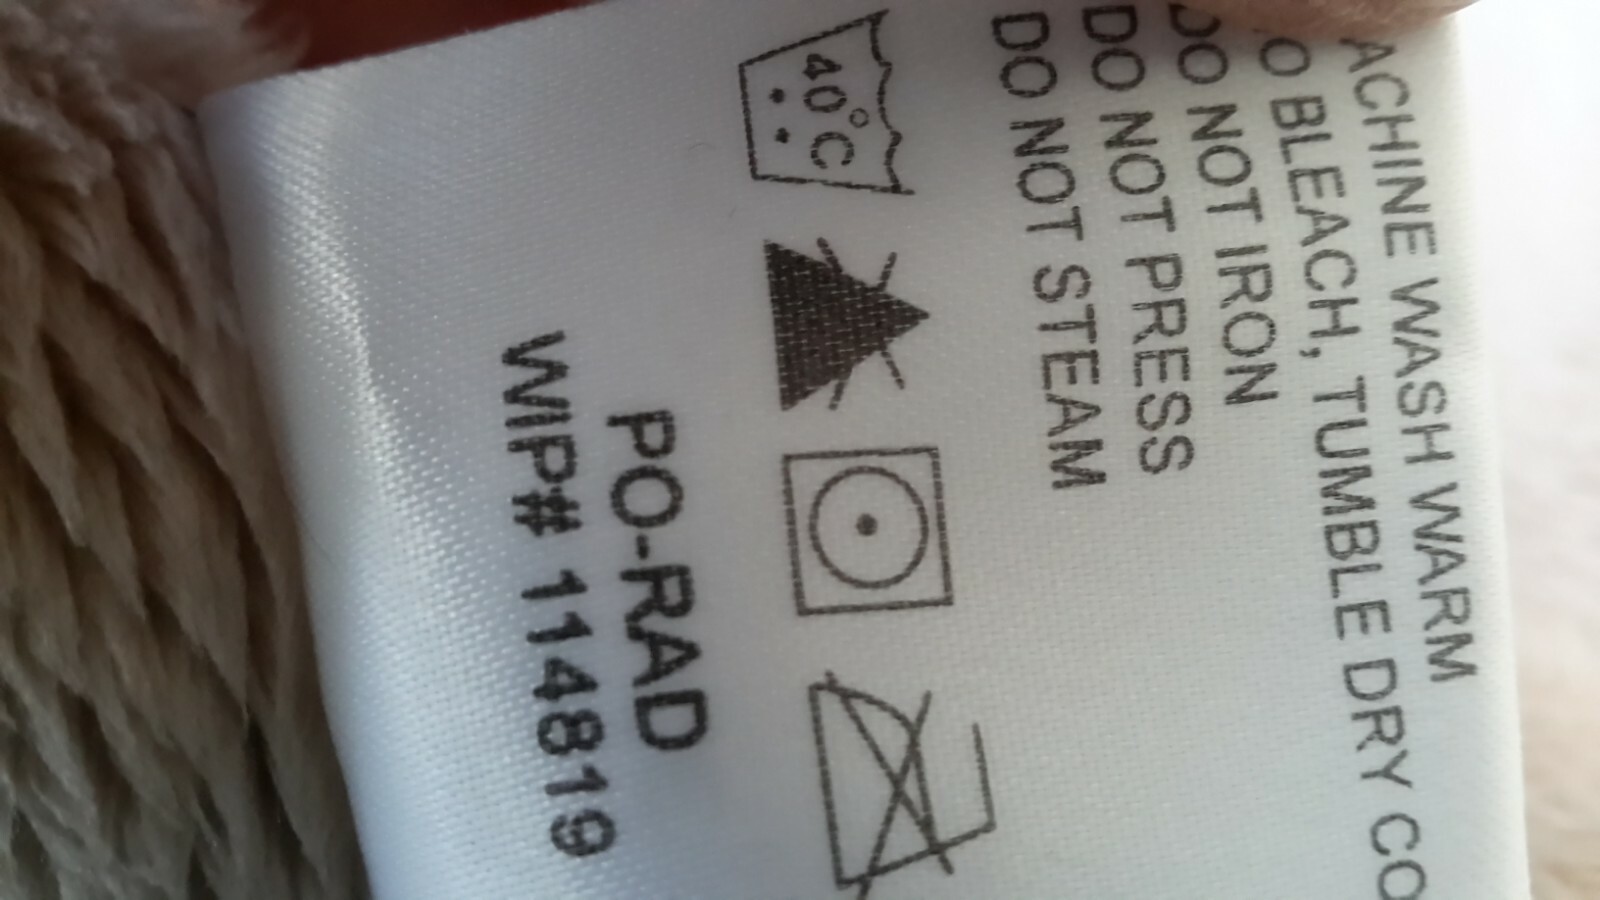 ACHINE WASH WARM
O BLEACH, TUMBLE DRY CO
DO NOT IRON
DO NOT PRESS
DO NOT STEAM
40°C
PO-RAD
WIP# 114819